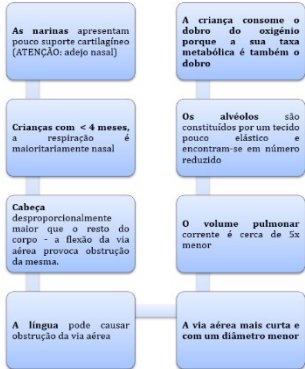 As narinas apresentam
pouco suporte cartilagíneo
(ATENÇÃO: adejo nasal)
Crianças com < 4 meses,
a respiração é
maioritariamente nasal
Cabeça
desproporcionalmente
maior que o resto do
corpo - a flexão da via
aérea provoca obstrução
da mesma.
A língua pode causar
obstrução da via aérea
A criança consome o
dobro do oxigénio
porque a sua taxa
metabólica é também o
dobro
Os alvéolos são
constituídos por um tecido
pouco elástico e
encontram-se em número
reduzido
O volume pulmonar
corrente é cerca de 5x
menor
A via aérea mais curta e
com um diâmetro menor